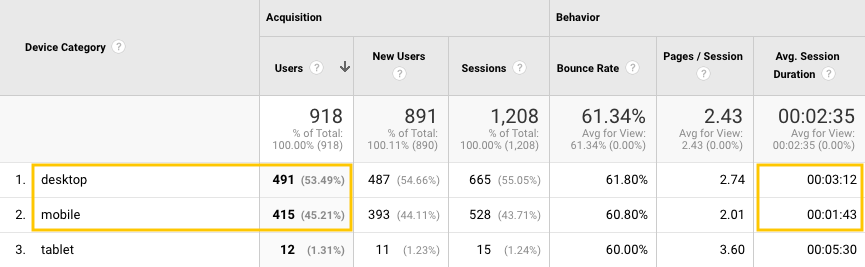 Acquisition Behavior
Device Category ?
Users ? New Users ? Sessions ? Bounce Rate ? Pages / Session ? Avg. Session Duration ?
918 891 1,208 61.34% 2.43 00:02:35
% of Total: % of Total: % of Total: Avg for View: Avg for View: Avg for View:
100.00% (918) 100.11% (890) 100.00% (1,208) 61.34% (0.00%) 2.43 (0.00%) 00:02:35 (0.00%)
1. desktop 491 (53.49%) 487 (54.66%) 665 (55.05%) 61.80% 2.74 00:03:12
2. mobile 415 (45.21%) 393 (44.11%) 528 (43.71%) 60.80% 2.01 00:01:43
3. tablet 12 (1.31%) 11 (1.23%) 15 (1.24%) 60.00% 3.60 00:05:30